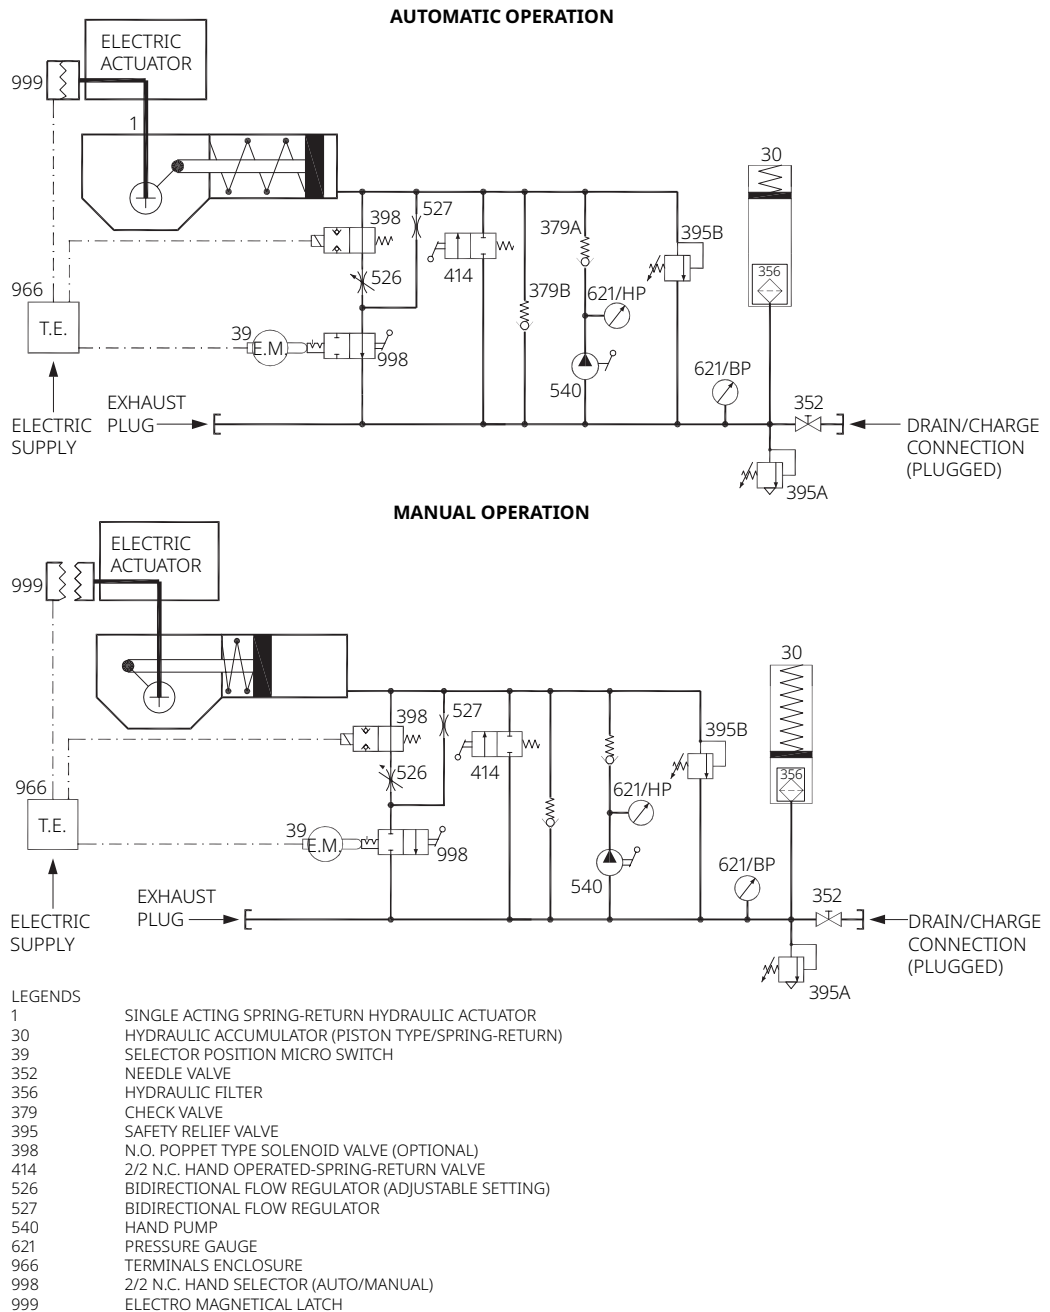 AUTOMATIC OPERATION
ELECTRIC
ACTUATOR
999
1
30
527
398
379A
395B
414
526
356
379B
621/HP
966
T.E.
39
E.M.
998
540
621/BP
EXHAUST
PLUG
352
ELECTRIC
SUPPLY
DRAIN/CHARGE
CONNECTION
(PLUGGED)
395A
MANUAL OPERATION
ELECTRIC
ACTUATOR
999
30
527
398
395B
414
526
356
621/HP
966
T.E.
39
E.M.
998
540
621/BP
EXHAUST
PLUG
352
ELECTRIC
SUPPLY
DRAIN/CHARGE
CONNECTION
(PLUGGED)
395A
LEGENDS
1 SINGLE ACTING SPRING-RETURN HYDRAULIC ACTUATOR
30 HYDRAULIC ACCUMULATOR (PISTON TYPE/SPRING-RETURN)
39 SELECTOR POSITION MICRO SWITCH
352 NEEDLE VALVE
356 HYDRAULIC FILTER
379 CHECK VALVE
395 SAFETY RELIEF VALVE
398 N.O. POPPET TYPE SOLENOID VALVE (OPTIONAL)
414 2/2 N.C. HAND OPERATED-SPRING-RETURN VALVE
526 BIDIRECTIONAL FLOW REGULATOR (ADJUSTABLE SETTING)
527 BIDIRECTIONAL FLOW REGULATOR
540 HAND PUMP
621 PRESSURE GAUGE
966 TERMINALS ENCLOSURE
998 2/2 N.C. HAND SELECTOR (AUTO/MANUAL)
999 ELECTRO MAGNETICAL LATCH